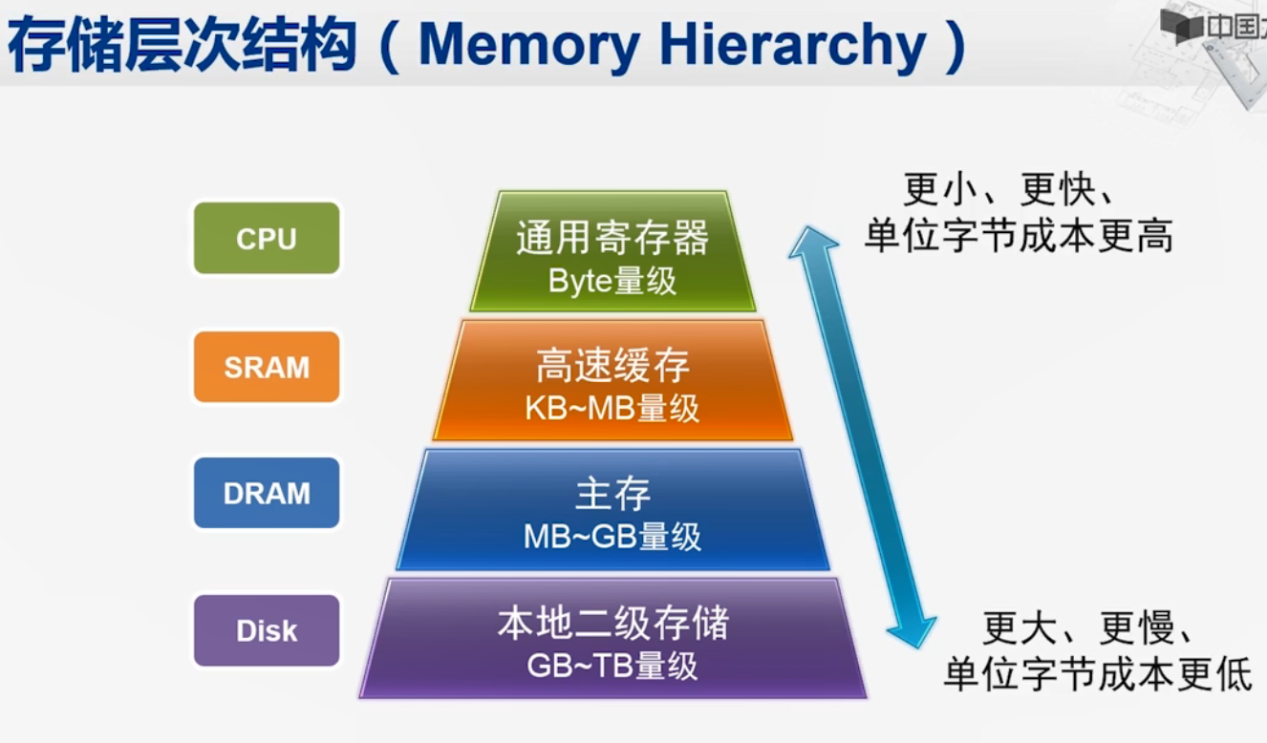 存储层次结构（Memory Hierarchy）
中国
CPU
通用寄存器
Byte量级
更小、更快、
单位字节成本更高
SRAM
高速缓存
KB~MB量级
DRAM
主存
MB~GB量级
Disk
本地二级存储
GB~TB量级
更大、更慢、
单位字节成本更低